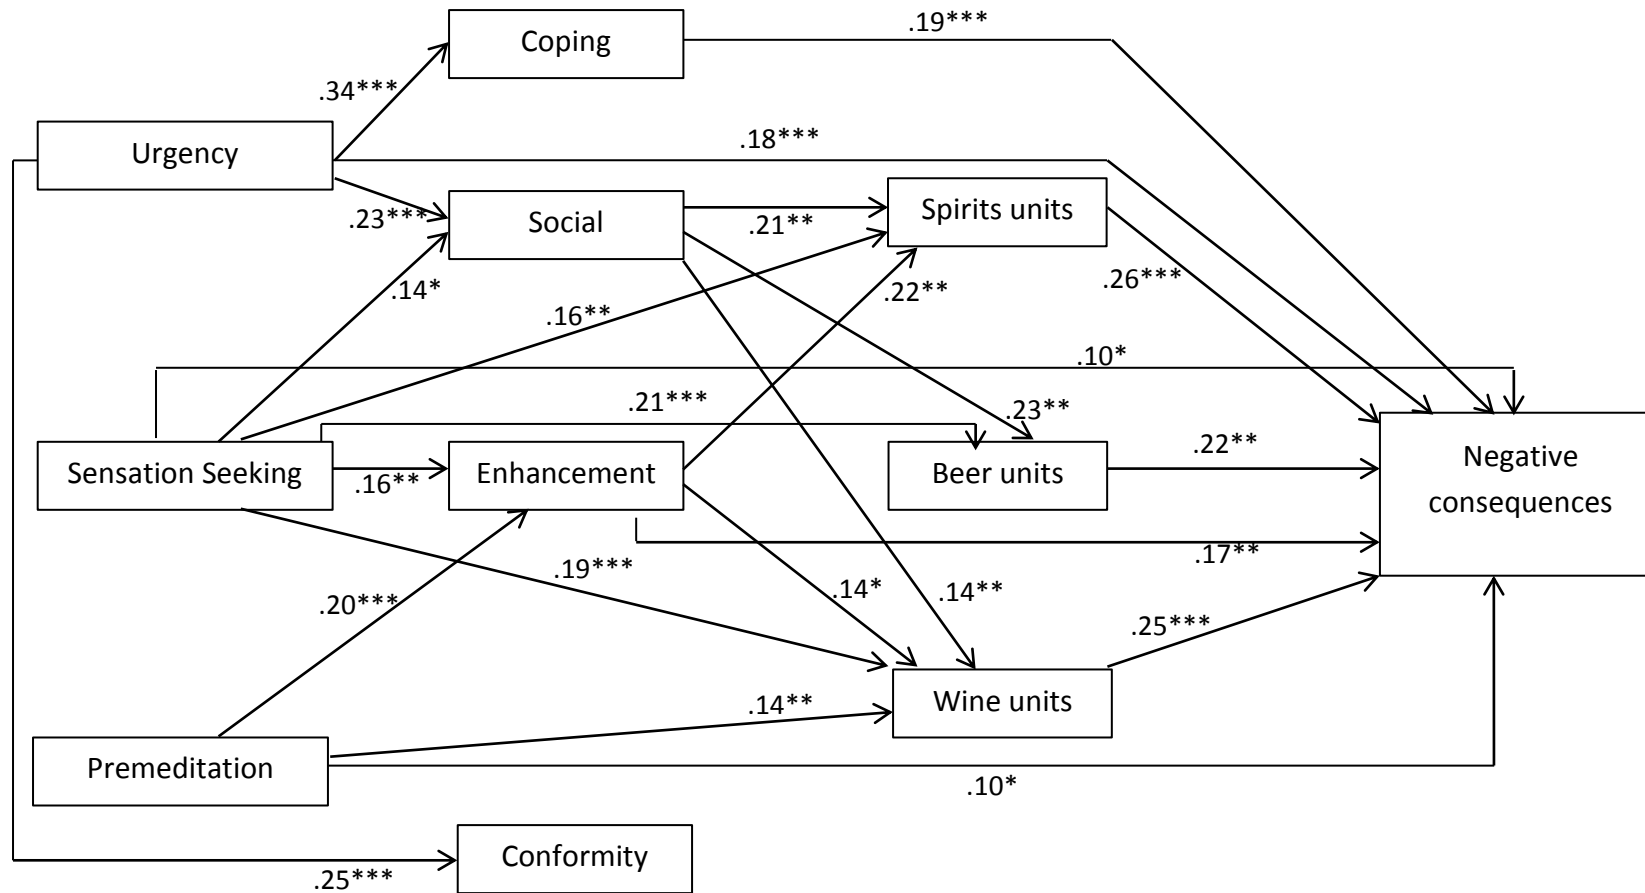 .19***
Coping
.34***
.18***
Urgency
Spirits units
Social
.23***
.21**
.26***
.14*
.22**
.16**
.10*
.21***
.23**
.22**
Negative
consequences
Sensation Seeking
Enhancement
Beer units
.16**
.17**
.19***
.14*
.14**
.20***
.25***
.14**
Wine units
Premeditation
.10*
Conformity
.25***